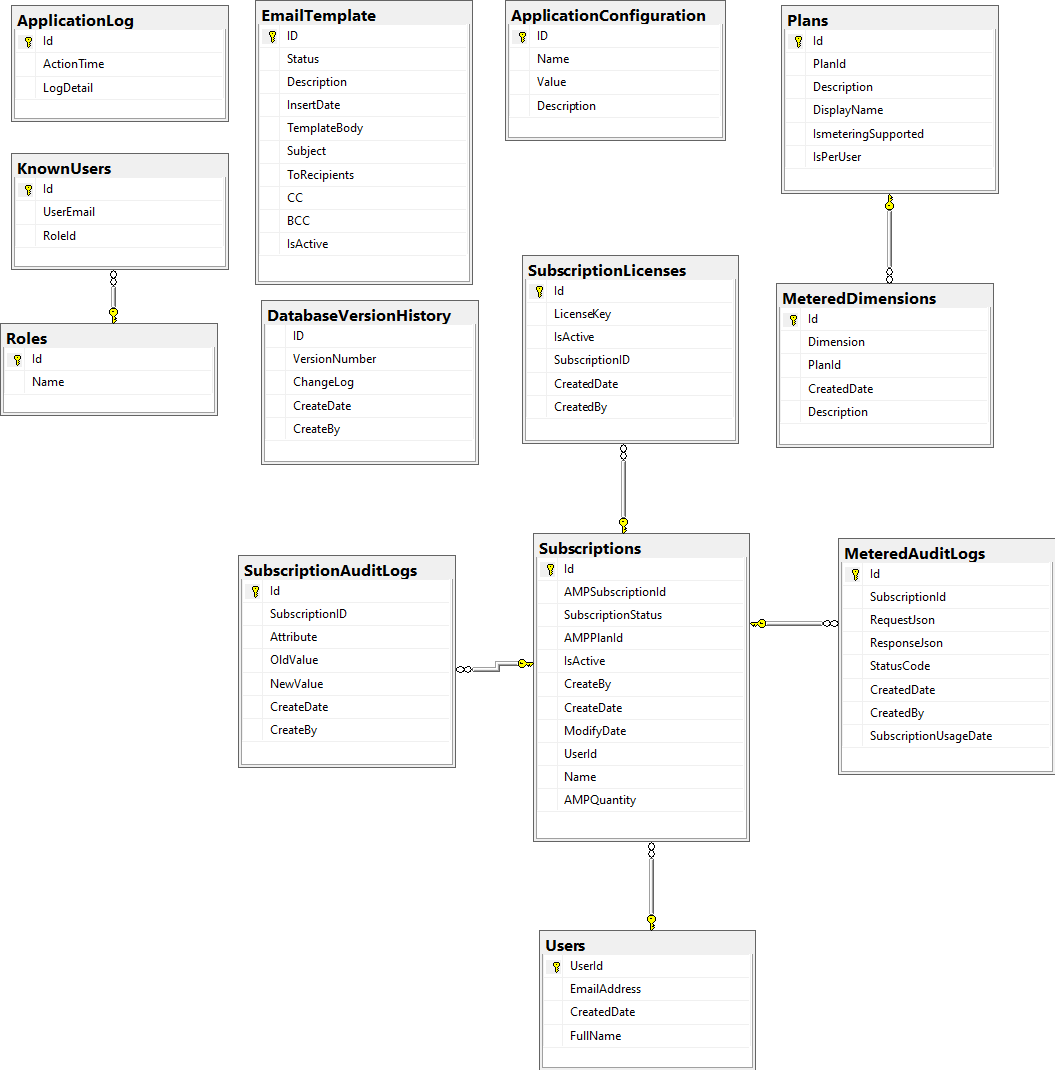 ApplicationLog
Id
ActionTime
LogDetail
EmailTemplate
ID
Status
Description
InsertDate
TemplateBody
Subject
ToRecipients
CC
BCC
IsActive
ApplicationConfiguration
ID
Name
Value
Description
Plans
Id
PlanId
Description
DisplayName
IsmeteringSupported
IsPerUser
KnownUsers
Id
UserEmail
RoleId
Roles
Id
Name
DatabaseVersionHistory
ID
VersionNumber
ChangeLog
CreateDate
CreateBy
SubscriptionLicenses
Id
LicenseKey
IsActive
SubscriptionID
CreatedDate
CreatedBy
MeteredDimensions
Id
Dimension
PlanId
CreatedDate
Description
SubscriptionAuditLogs
Id
SubscriptionID
Attribute
OldValue
NewValue
CreateDate
CreateBy
Subscriptions
Id
AMPSubscriptionId
SubscriptionStatus
AMPPlanId
IsActive
CreateBy
CreateDate
ModifyDate
UserId
Name
AMPQuantity
MeteredAuditLogs
Id
SubscriptionId
RequestJson
ResponseJson
StatusCode
CreatedDate
CreatedBy
SubscriptionUsageDate
Users
UserId
EmailAddress
CreatedDate
FullName